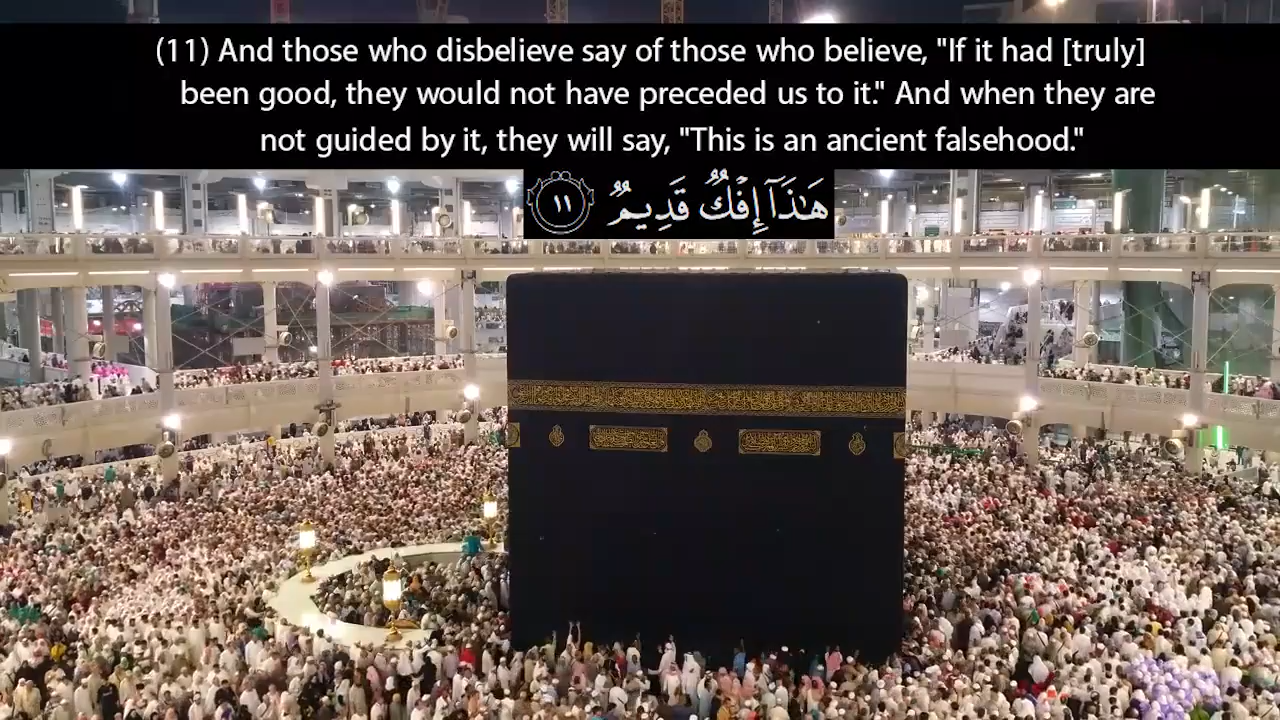 (11) And those who disbelieve say of those who believe, "If it had [truly]
been good, they would not have preceded us to it." And when they are
not guided by it, they will say, "This is an ancient falsehood."
هَٰذَآ إِفْكٌ قَدِيمٌ ١١